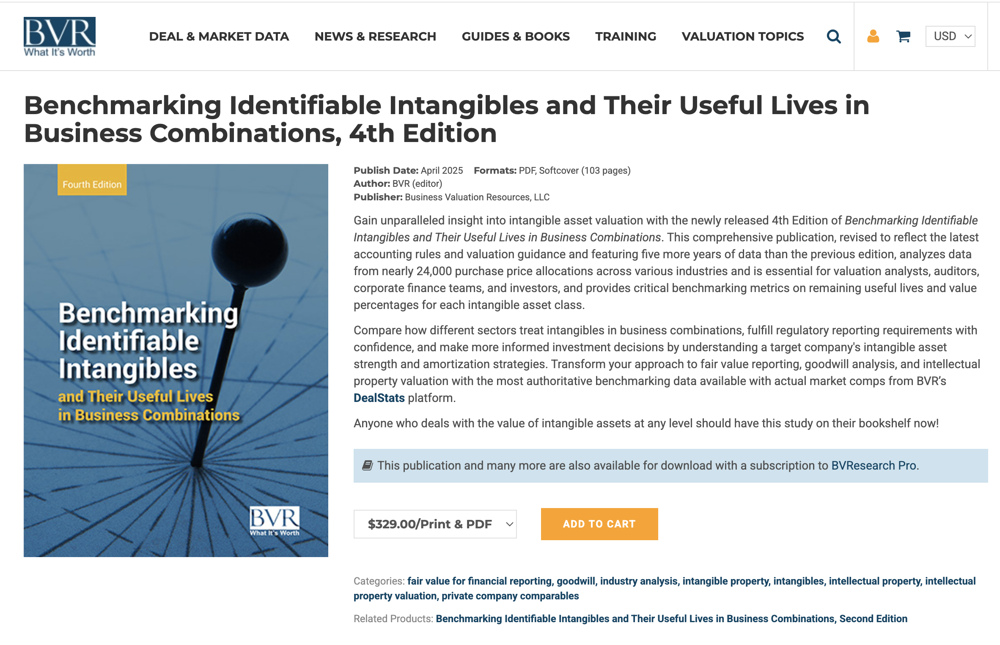 BVR
What It's Worth
DEAL & MARKET DATA
NEWS & RESEARCH
GUIDES & BOOKS
TRAINING
VALUATION TOPICS
USD
Benchmarking Identifiable Intangibles and Their Useful Lives in
Business Combinations, 4th Edition
Fourth Edition
Benchmarking
Identifiable
Intangibles
and Their Useful Lives
in Business Combinations
BVR
What It's Worth
Publish Date: April 2025 Formats: PDF, Softcover (103 pages)
Author: BVR (editor)
Publisher: Business Valuation Resources, LLC
Gain unparalleled insight into intangible asset valuation with the newly released 4th Edition of Benchmarking Identifiable
Intangibles and Their Useful Lives in Business Combinations. This comprehensive publication, revised to reflect the latest
accounting rules and valuation guidance and featuring five more years of data than the previous edition, analyzes data
from nearly 24,000 purchase price allocations across various industries and is essential for valuation analysts, auditors,
corporate finance teams, and investors, and provides critical benchmarking metrics on remaining useful lives and value
percentages for each intangible asset class.
Compare how different sectors treat intangibles in business combinations, fulfill regulatory reporting requirements with
confidence, and make more informed investment decisions by understanding a target company's intangible asset
strength and amortization strategies. Transform your approach to fair value reporting, goodwill analysis, and intellectual
property valuation with the most authoritative benchmarking data available with actual market comps from BVR’s
DealStats platform.
Anyone who deals with the value of intangible assets at any level should have this study on their bookshelf now!
This publication and many more are also available for download with a subscription to BVResearch Pro.
$329.00/Print & PDF
ADD TO CART
Categories: fair value for financial reporting, goodwill, industry analysis, intangible property, intangibles, intellectual property, intellectual
property valuation, private company comparables
Related Products: Benchmarking Identifiable Intangibles and Their Useful Lives in Business Combinations, Second Edition